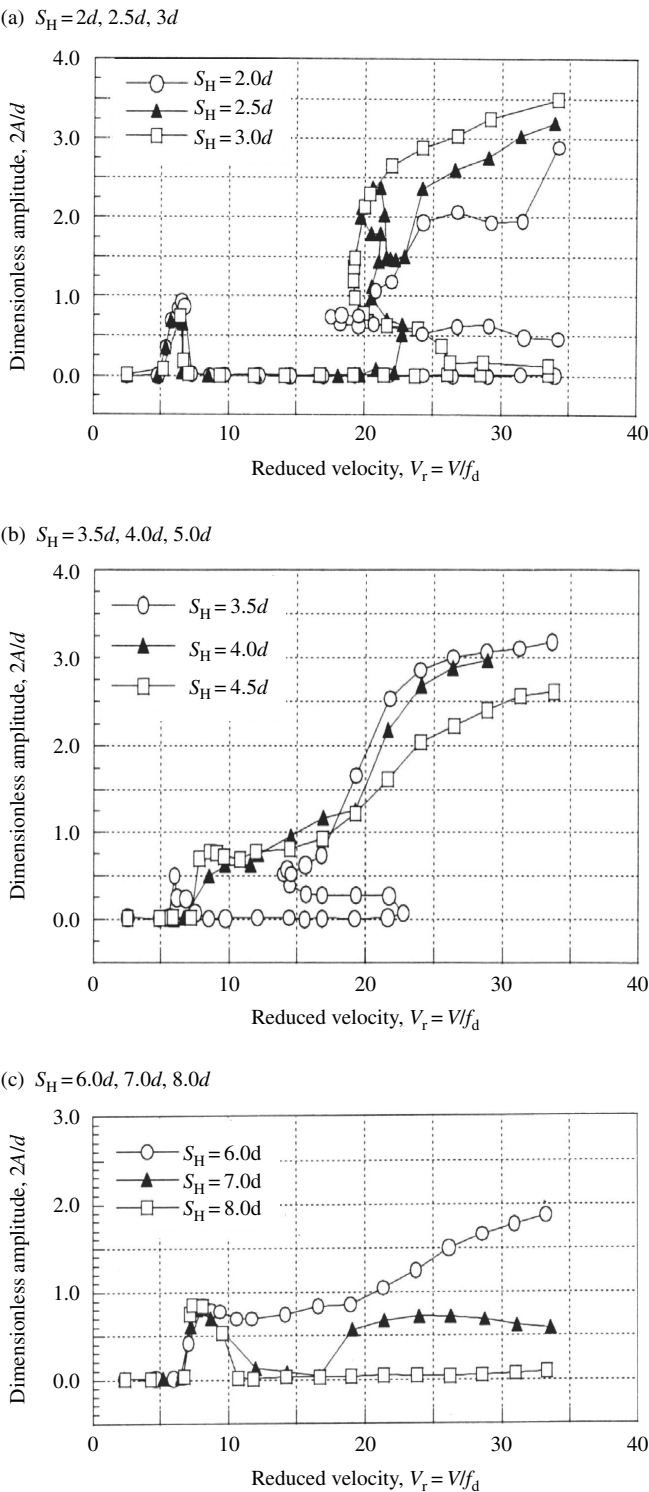 (a) S_H = 2d, 2.5d, 3d
4.0
3.0
2.0
1.0
0.0
Dimensionless amplitude, 2A/d
S_H = 2.0d
S_H = 2.5d
S_H = 3.0d
0 10 20 30 40
Reduced velocity, V_r = V/f_d
(b) S_H = 3.5d, 4.0d, 5.0d
4.0
3.0
2.0
1.0
0.0
Dimensionless amplitude, 2A/d
S_H = 3.5d
S_H = 4.0d
S_H = 4.5d
0 10 20 30 40
Reduced velocity, V_r = V/f_d
(c) S_H = 6.0d, 7.0d, 8.0d
3.0
2.0
1.0
0.0
Dimensionless amplitude, 2A/d
S_H = 6.0d
S_H = 7.0d
S_H = 8.0d
0 10 20 30 40
Reduced velocity, V_r = V/f_d